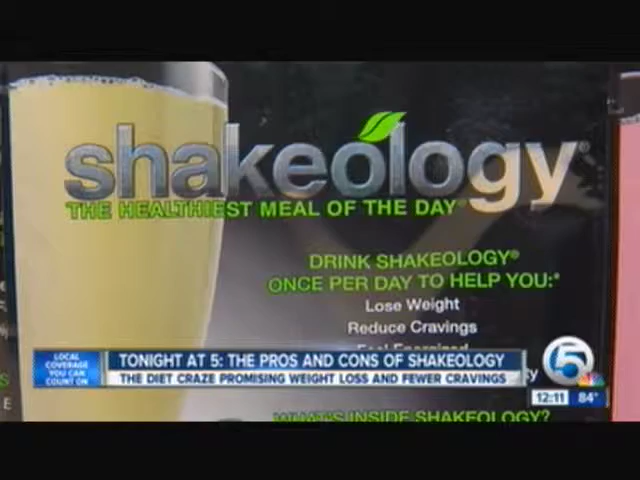 shakeology®
THE HEALTHIEST MEAL OF THE DAY®
DRINK SHAKEOLOGY®
ONCE PER DAY TO HELP YOU:*
Lose Weight
Reduce Cravings
Feel Energized
LOCAL
COVERAGE
YOU CAN
COUNT ON
TONIGHT AT 5: THE PROS AND CONS OF SHAKEOLOGY
THE DIET CRAZE PROMISING WEIGHT LOSS AND FEWER CRAVINGS
5
12:11 84°
WHAT'S INSIDE SHAKEOLOGY?